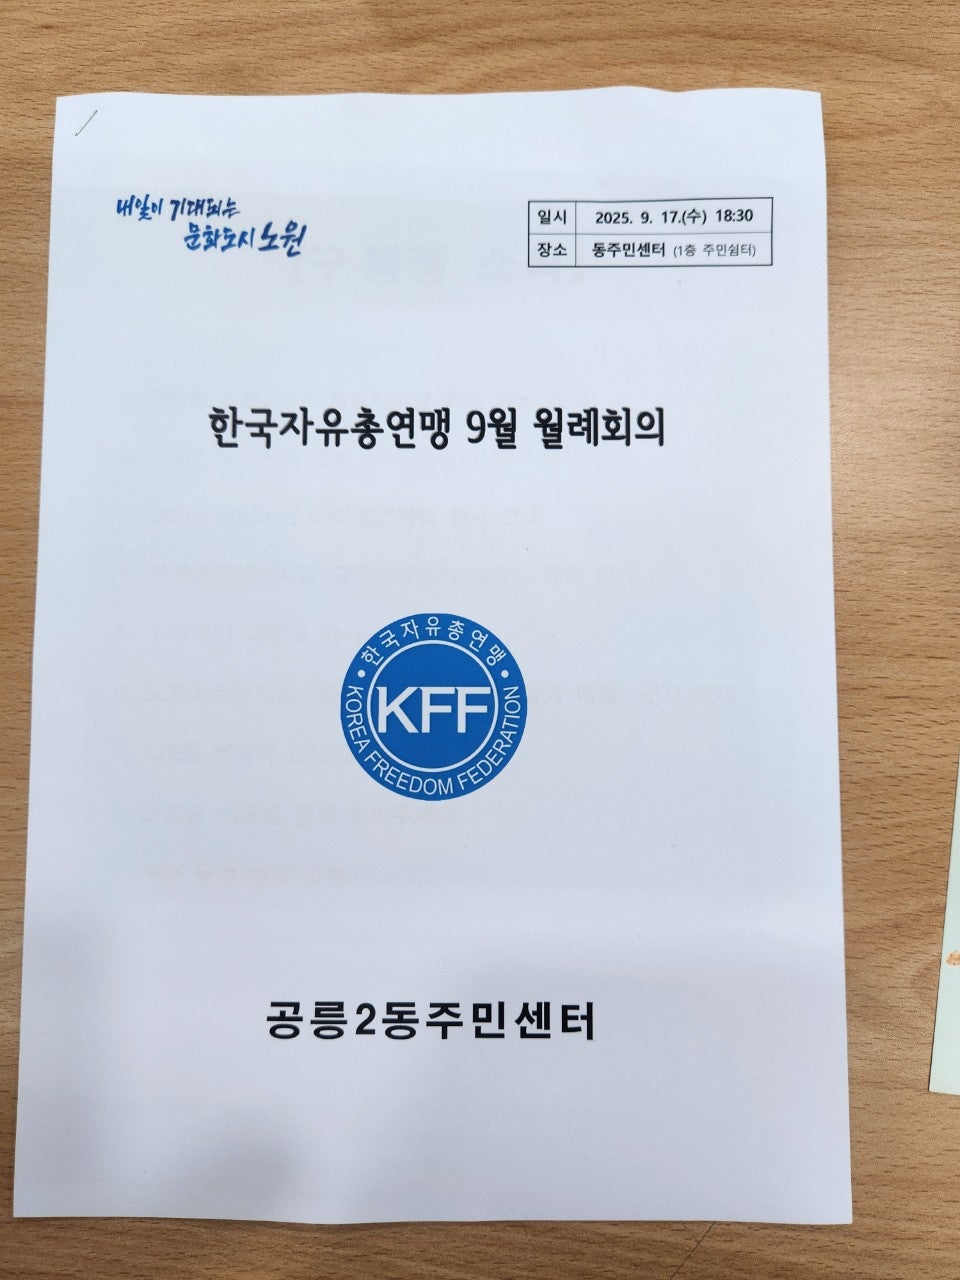 내일이 기대되는
문화도시 노원
일시 2025. 9. 17.(수) 18:30
장소 동주민센터 (1층 주민쉼터)
한국자유총연맹 9월 월례회의
한국자유총연맹
KFF
KOREA FREEDOM FEDERATION
공릉2동주민센터